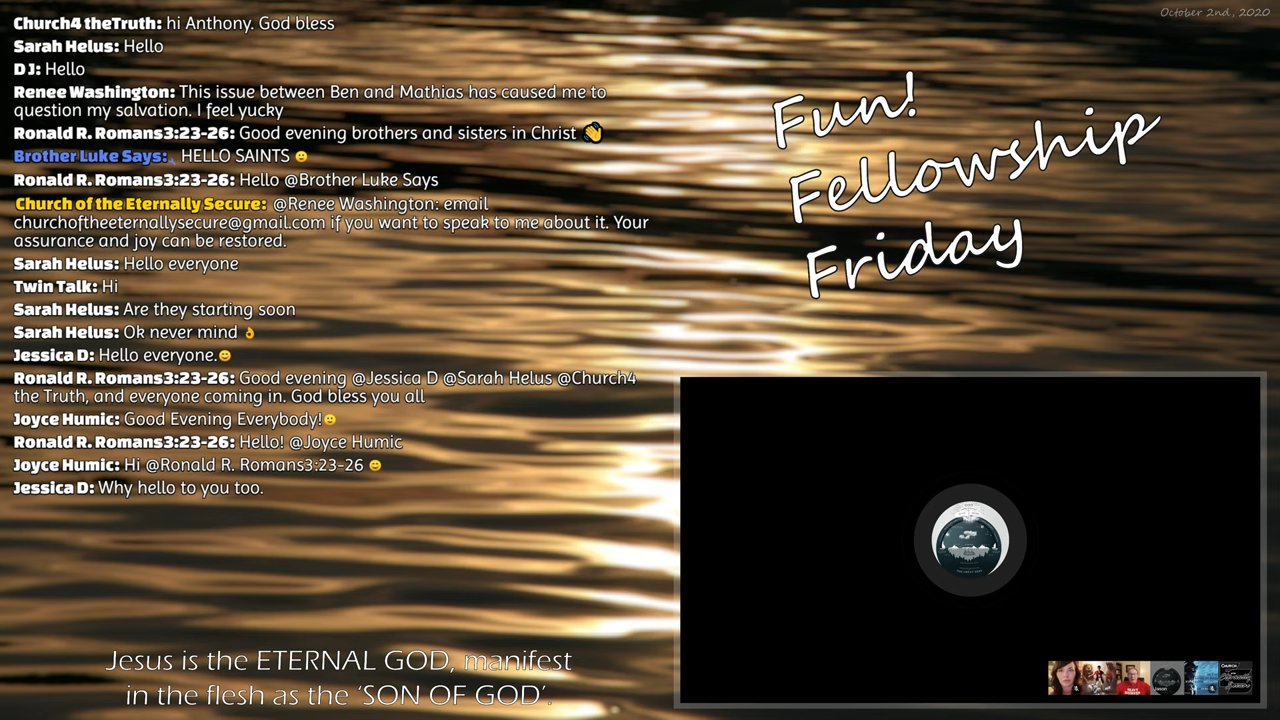 October 2nd, 2020
Church4 theTruth: hi Anthony. God bless
Sarah Helus: Hello
D J: Hello
Renee Washington: This issue between Ben and Mathias has caused me to
question my salvation. I feel yucky
Ronald R. Romans3:23-26: Good evening brothers and sisters in Christ 👋
Brother Luke Says: HELLO SAINTS 🙂
Ronald R. Romans3:23-26: Hello @Brother Luke Says
Church of the Eternally Secure: @Renee Washington: email
churchoftheeternallysecure@gmail.com if you want to speak to me about it. Your
assurance and joy can be restored.
Sarah Helus: Hello everyone
Twin Talk: Hi
Sarah Helus: Are they starting soon
Sarah Helus: Ok never mind 👌
Jessica D: Hello everyone.😊
Ronald R. Romans3:23-26: Good evening @Jessica D @Sarah Helus @Church4
the Truth, and everyone coming in. God bless you all
Joyce Humic: Good Evening Everybody!🙂
Ronald R. Romans3:23-26: Hello! @Joyce Humic
Joyce Humic: Hi @Ronald R. Romans3:23-26 😊
Jessica D: Why hello to you too.
Fun!
Fellowship
Friday
Jesus is the ETERNAL GOD, manifest
in the flesh as the ‘SON OF GOD’.
Jason